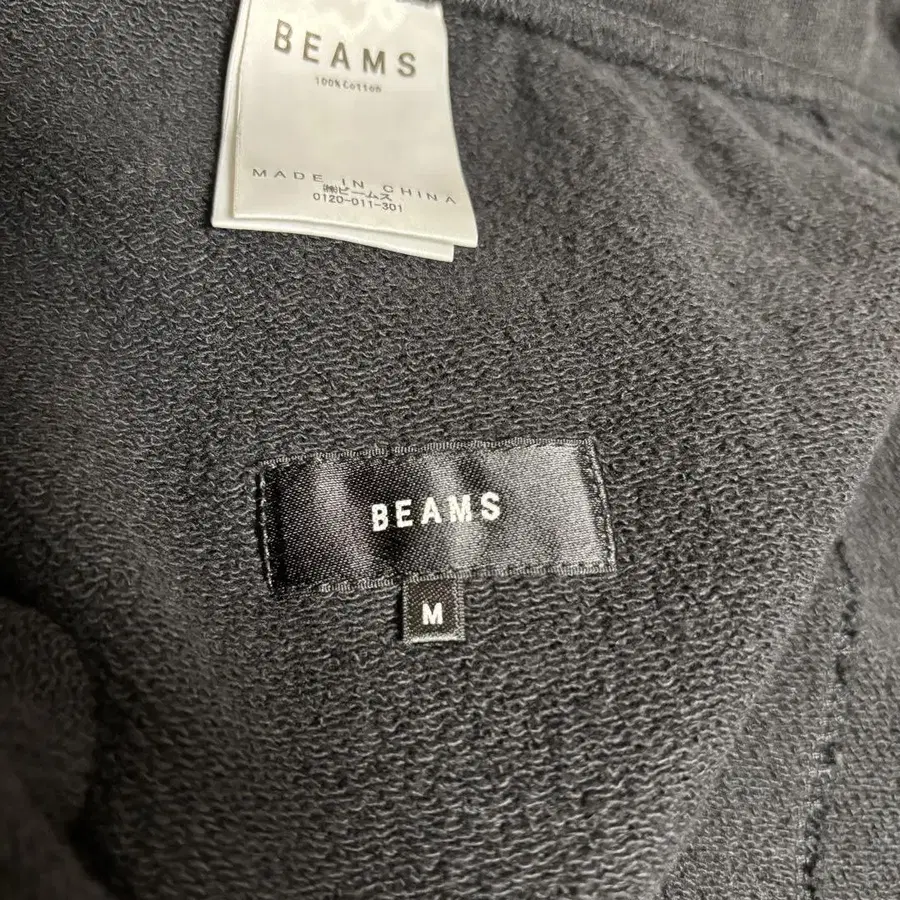 BEAMS
100%Cotton
MADE IN CHINA
㈱ビームス
0120-011-301
BEAMS
M